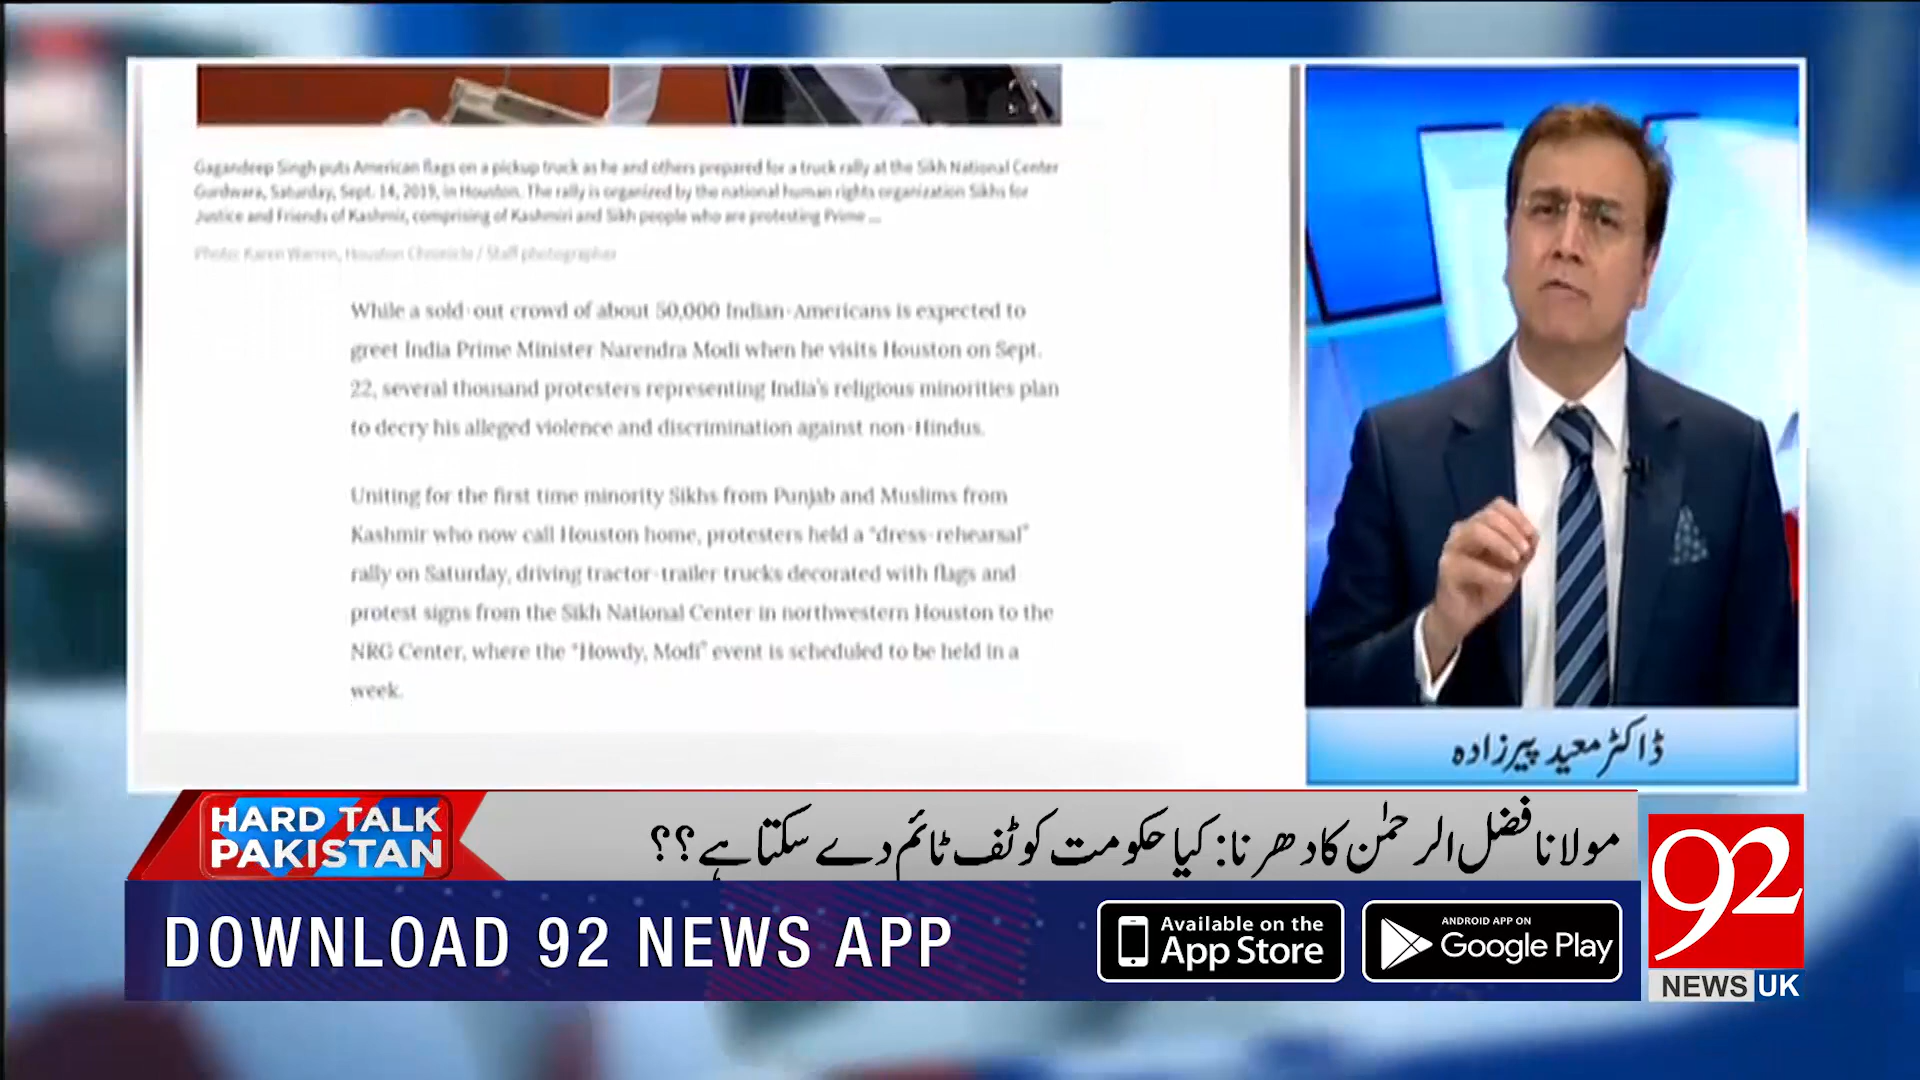 Gagandeep Singh puts American flags on a pickup truck as he and others prepared for a truck rally at the Sikh National Center
Gurdwara, Saturday, Sept. 14, 2019, in Houston. The rally is organized by the national human rights organization Sikhs for
Justice and Friends of Kashmir, comprising of Kashmiri and Sikh people who are protesting Prime ...
Photo: Karen Warren, Houston Chronicle / Staff photographer
While a sold-out crowd of about 50,000 Indian-Americans is expected to
greet India Prime Minister Narendra Modi when he visits Houston on Sept.
22, several thousand protesters representing India's religious minorities plan
to decry his alleged violence and discrimination against non-Hindus.
Uniting for the first time minority Sikhs from Punjab and Muslims from
Kashmir who now call Houston home, protesters held a "dress-rehearsal"
rally on Saturday, driving tractor-trailer trucks decorated with flags and
protest signs from the Sikh National Center in northwestern Houston to the
NRG Center, where the "Howdy, Modi" event is scheduled to be held in a
week.
ڈاکٹر معید پیرزادہ
HARD TALK
PAKISTAN
مولانا فضل الرحمٰن کا دھرنا: کیا حکومت کو ٹف ٹائم دے سکتا ہے؟؟
DOWNLOAD 92 NEWS APP
Available on the
App Store
ANDROID APP ON
Google Play
92
NEWS UK